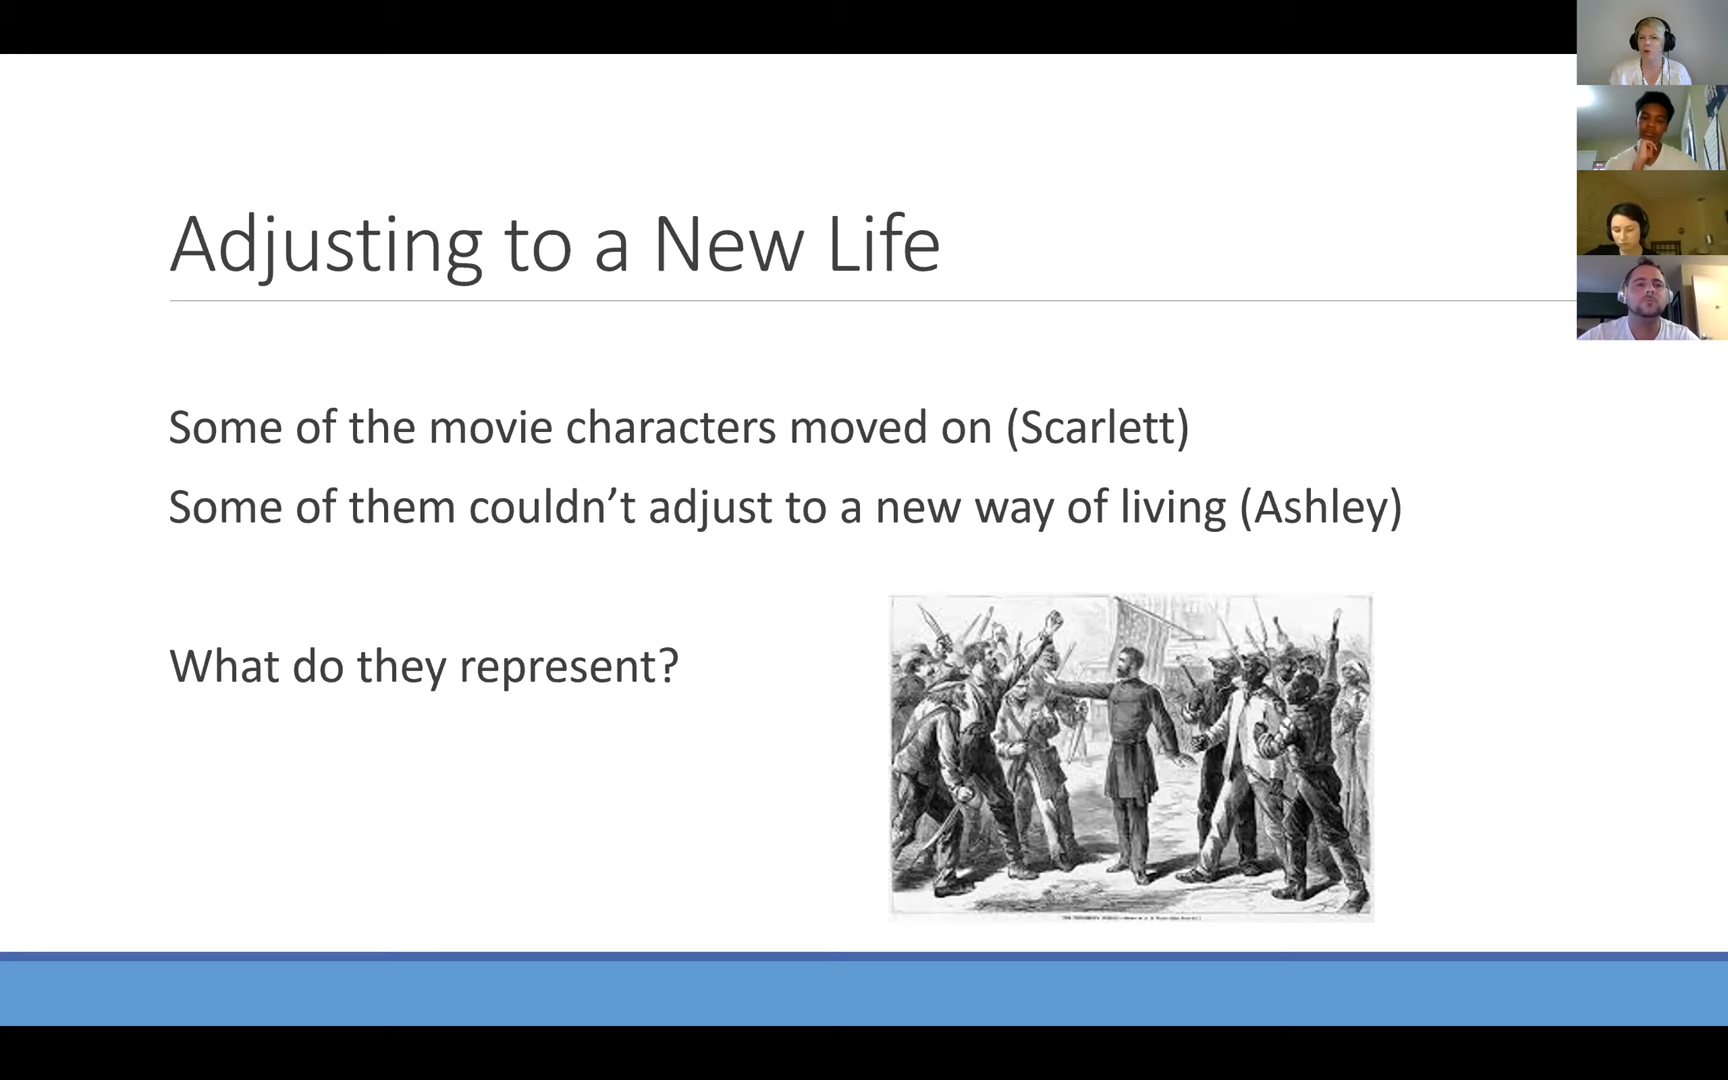 Adjusting to a New Life
Some of the movie characters moved on (Scarlett)
Some of them couldn’t adjust to a new way of living (Ashley)
What do they represent?